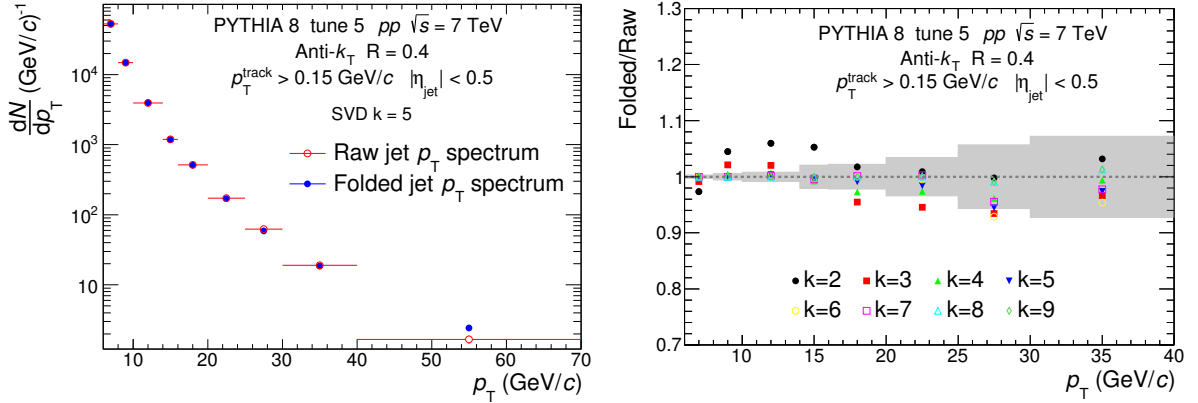 PYTHIA 8 tune 5 pp √s = 7 TeV
Anti-k_T R = 0.4
p_T^track > 0.15 GeV/c |η_jet| < 0.5
SVD k = 5
Raw jet p_T spectrum
Folded jet p_T spectrum
dN/dp_T (GeV/c)^-1
10^4
10^3
10^2
10
10 20 30 40 50 60 70
p_T (GeV/c)
PYTHIA 8 tune 5 pp √s = 7 TeV
Anti-k_T R = 0.4
p_T^track > 0.15 GeV/c |η_jet| < 0.5
Folded/Raw
1.3
1.2
1.1
1
0.9
0.8
0.7
k=2 k=3 k=4 k=5
k=6 k=7 k=8 k=9
10 15 20 25 30 35 40
p_T (GeV/c)